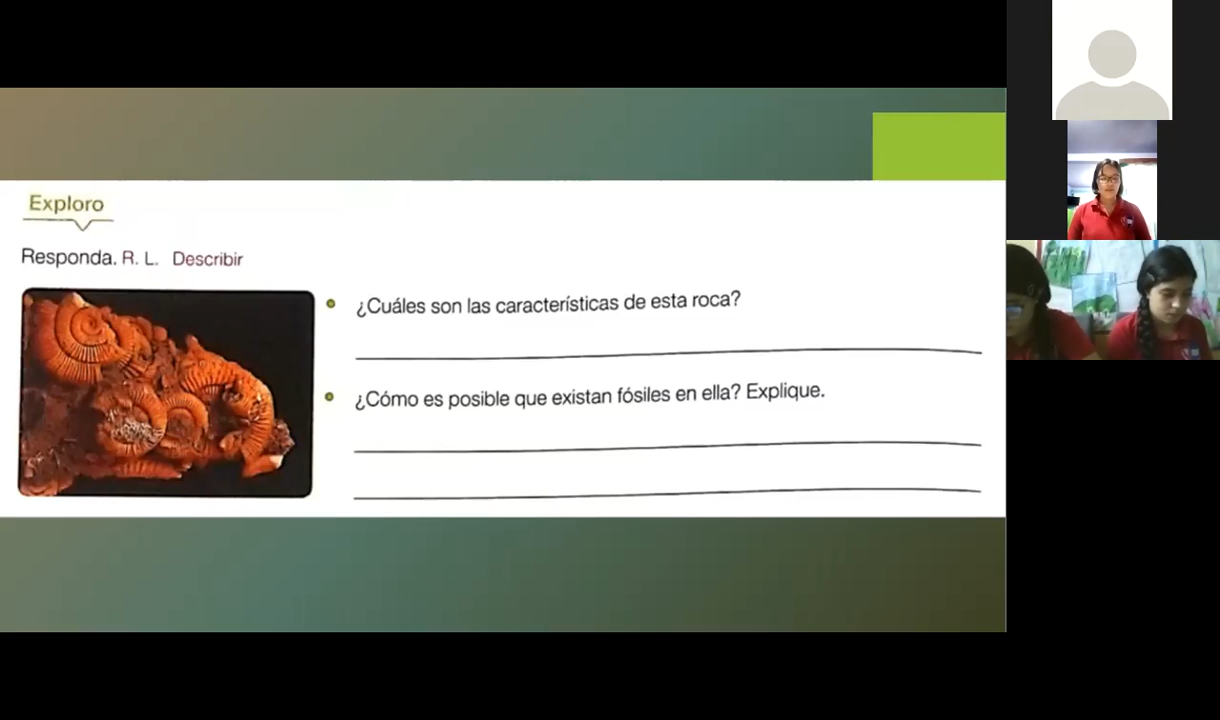 Exploro
Responda. R. L. Describir
¿Cuáles son las características de esta roca?
¿Cómo es posible que existan fósiles en ella? Explique.